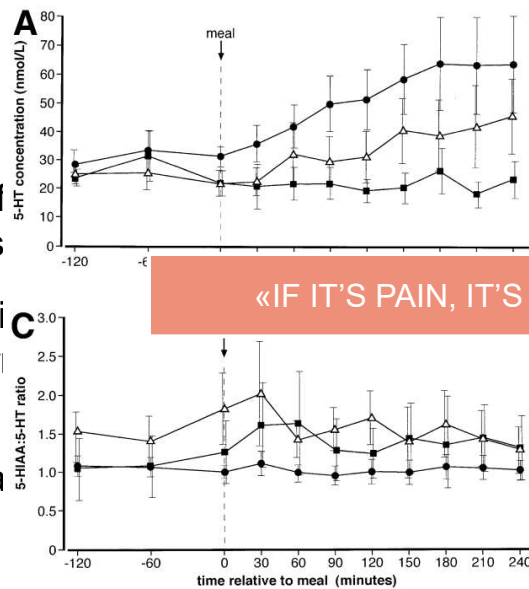 A
5-HT concentration (nmol/L)
80
70
60
50
40
30
20
10
0
meal
-120
«IF IT’S PAIN, IT’S
C
5-HIAA:5-HT ratio
3.0
2.5
2.0
1.5
1.0
0.5
0
-120 -60 0 30 60 90 120 150 180 210 240
time relative to meal (minutes)